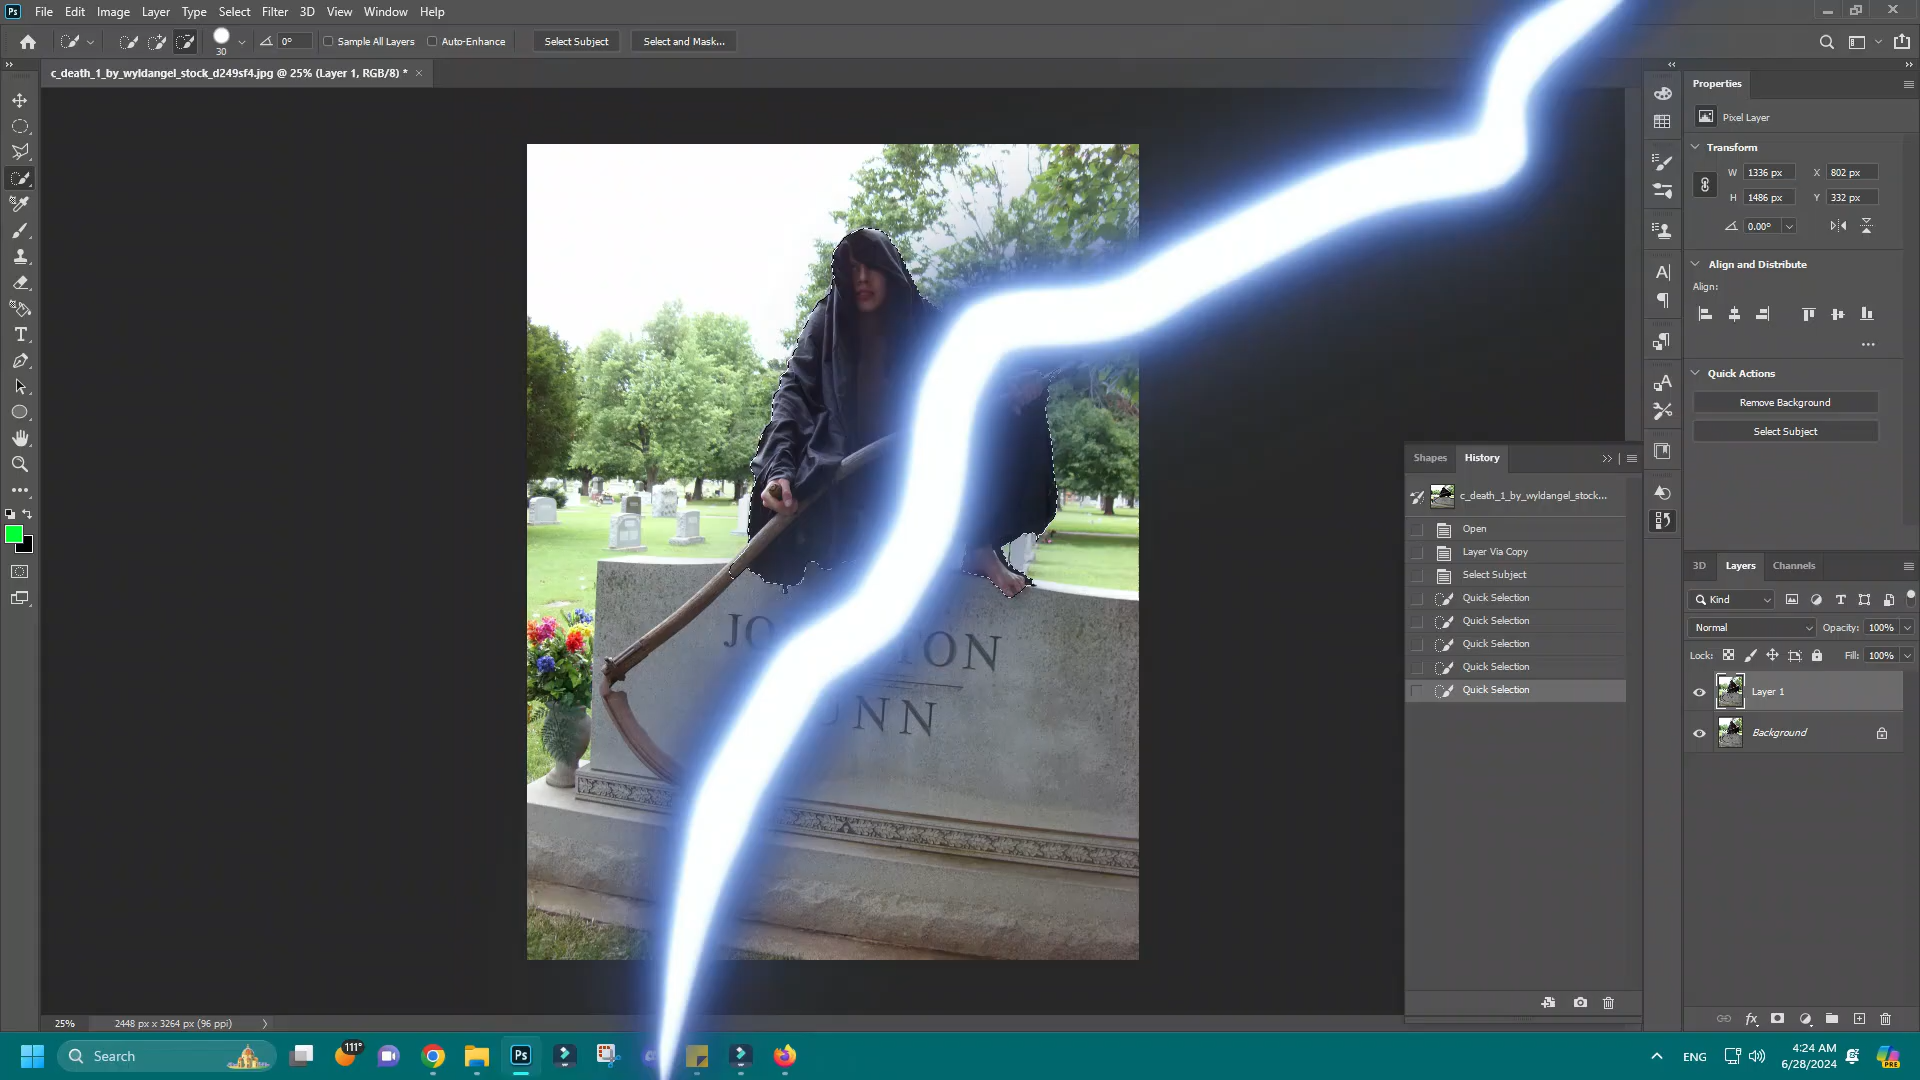 Ps File Edit Image Layer Type Select Filter 3D View Window Help
30 0° Sample All Layers Auto-Enhance Select Subject Select and Mask...
c_death_1_by_wyldangel_stock_d249sf4.jpg @ 25% (Layer 1, RGB/8) *
Properties
Pixel Layer
Transform
W 1336 px X 802 px
H 1486 px Y 332 px
0.00°
Align and Distribute
Align:
Quick Actions
Remove Background
Select Subject
Shapes History
c_death_1_by_wyldangel_stock...
Open
Layer Via Copy
Select Subject
Quick Selection
Quick Selection
Quick Selection
Quick Selection
Quick Selection
3D Layers Channels
Kind
Normal Opacity: 100%
Lock: Fill: 100%
Layer 1
Background
25% 2448 px x 3264 px (96 ppi)
Search 111° Ps ENG 4:24 AM
6/28/2024
PRE